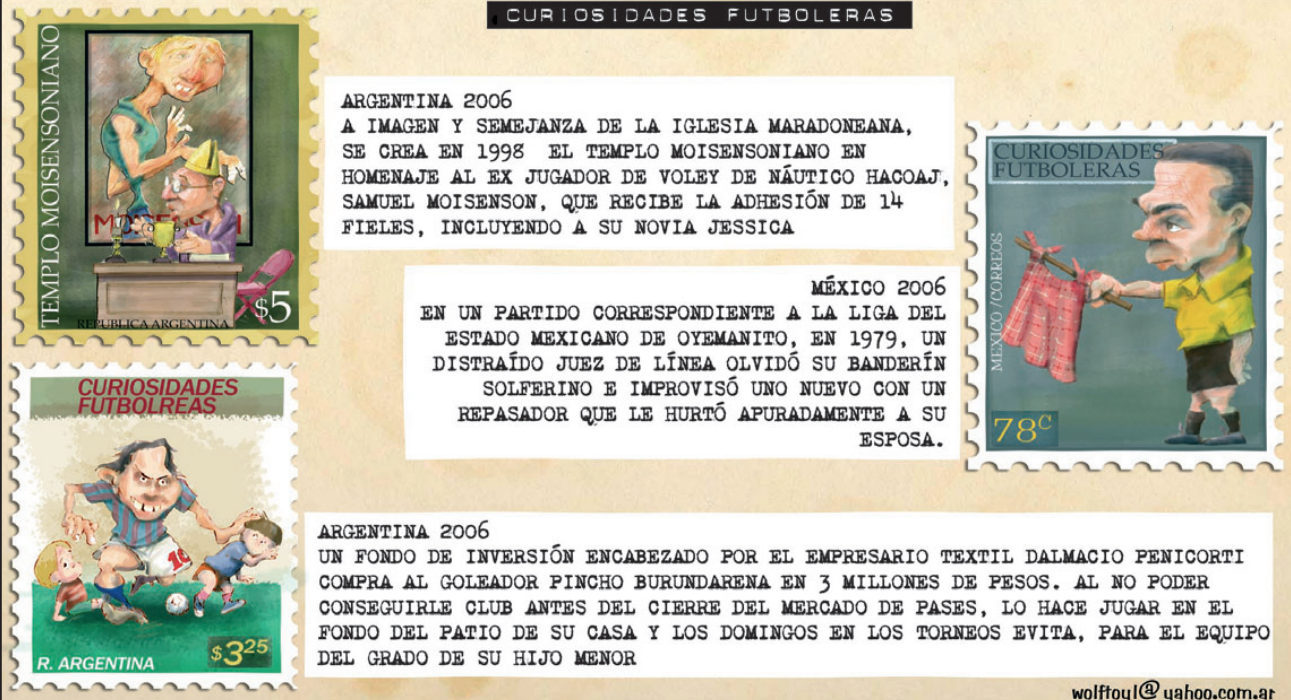 CURIOSIDADES FUTBOLERAS
TEMPLO MOISENSONIANO
MOISENSON
$5
REPUBLICA ARGENTINA
ARGENTINA 2006
A IMAGEN Y SEMEJANZA DE LA IGLESIA MARADONEANA,
SE CREA EN 1998 EL TEMPLO MOISENSONIANO EN
HOMENAJE AL EX JUGADOR DE VOLEY DE NÁUTICO HACOAJ,
SAMUEL MOISENSON, QUE RECIBE LA ADHESIÓN DE 14
FIELES, INCLUYENDO A SU NOVIA JESSICA
CURIOSIDADES
FUTBOLERAS
MEXICO /CORREOS
78c
MÉXICO 2006
EN UN PARTIDO CORRESPONDIENTE A LA LIGA DEL
ESTADO MEXICANO DE OYEMANITO, EN 1979, UN
DISTRAÍDO JUEZ DE LÍNEA OLVIDÓ SU BANDERÍN
SOLFERINO E IMPROVISÓ UNO NUEVO CON UN
REPASADOR QUE LE HURTÓ APURADAMENTE A SU
ESPOSA.
CURIOSIDADES
FUTBOLREAS
10
R. ARGENTINA
$325
ARGENTINA 2006
UN FONDO DE INVERSIÓN ENCABEZADO POR EL EMPRESARIO TEXTIL DALMACIO PENICORTI
COMPRA AL GOLEADOR PINCHO BURUNDARENA EN 3 MILLONES DE PESOS. AL NO PODER
CONSEGUIRLE CLUB ANTES DEL CIERRE DEL MERCADO DE PASES, LO HACE JUGAR EN EL
FONDO DEL PATIO DE SU CASA Y LOS DOMINGOS EN LOS TORNEOS EVITA, PARA EL EQUIPO
DEL GRADO DE SU HIJO MENOR
wolfftoyl@yahoo.com.ar